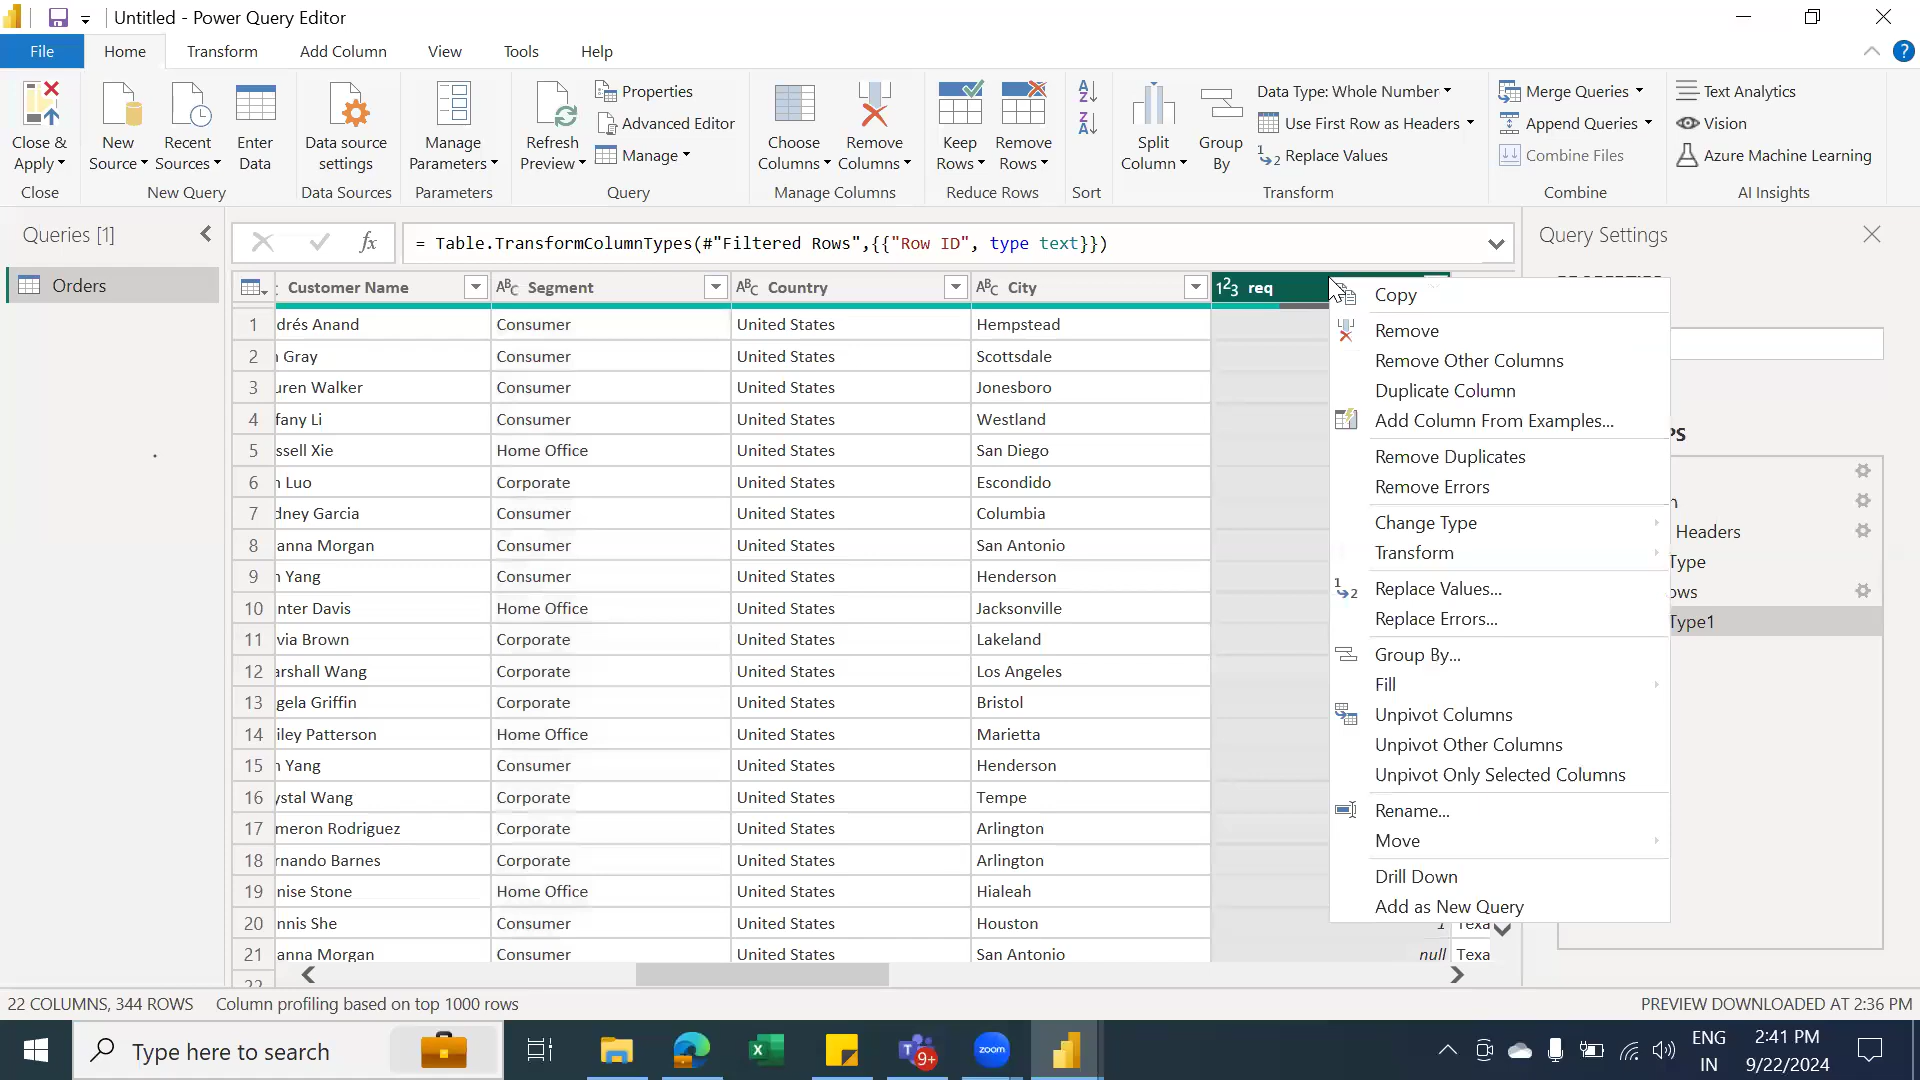 Untitled - Power Query Editor
File
Home
Transform
Add Column
View
Tools
Help
Close &
Apply
Close
New
Source
Recent
Sources
Enter
Data
New Query
Data source
settings
Data Sources
Manage
Parameters
Parameters
Refresh
Preview
Properties
Advanced Editor
Manage
Query
Choose
Columns
Remove
Columns
Manage Columns
Keep
Rows
Remove
Rows
Reduce Rows
Sort
Split
Column
Group
By
Data Type: Whole Number
Use First Row as Headers
Replace Values
Transform
Merge Queries
Append Queries
Combine Files
Combine
Text Analytics
Vision
Azure Machine Learning
AI Insights
Queries [1]
Orders
fx
= Table.TransformColumnTypes(#"Filtered Rows",{{"Row ID", type text}})
Query Settings
Customer Name
ABC Segment
ABC Country
ABC City
123 req
1 drés Anand Consumer United States Hempstead
2 Gray Consumer United States Scottsdale
3 uren Walker Consumer United States Jonesboro
4 fany Li Consumer United States Westland
5 ssell Xie Home Office United States San Diego
6 Luo Corporate United States Escondido
7 dney Garcia Consumer United States Columbia
8 anna Morgan Consumer United States San Antonio
9 Yang Consumer United States Henderson
10 nter Davis Home Office United States Jacksonville
11 via Brown Corporate United States Lakeland
12 arshall Wang Corporate United States Los Angeles
13 gela Griffin Corporate United States Bristol
14 iley Patterson Home Office United States Marietta
15 Yang Consumer United States Henderson
16 ystal Wang Corporate United States Tempe
17 meron Rodriguez Corporate United States Arlington
18 rnando Barnes Corporate United States Arlington
19 nise Stone Home Office United States Hialeah
20 nnis She Consumer United States Houston 1 Texa
21 anna Morgan Consumer United States San Antonio null Texa
Copy
Remove
Remove Other Columns
Duplicate Column
Add Column From Examples...
Remove Duplicates
Remove Errors
Change Type
Transform
Replace Values...
Replace Errors...
Group By...
Fill
Unpivot Columns
Unpivot Other Columns
Unpivot Only Selected Columns
Rename...
Move
Drill Down
Add as New Query
PS
Headers
Type
ows
Type1
22 COLUMNS, 344 ROWS
Column profiling based on top 1000 rows
PREVIEW DOWNLOADED AT 2:36 PM
Type here to search
9+
zoom
ENG
IN
2:41 PM
9/22/2024